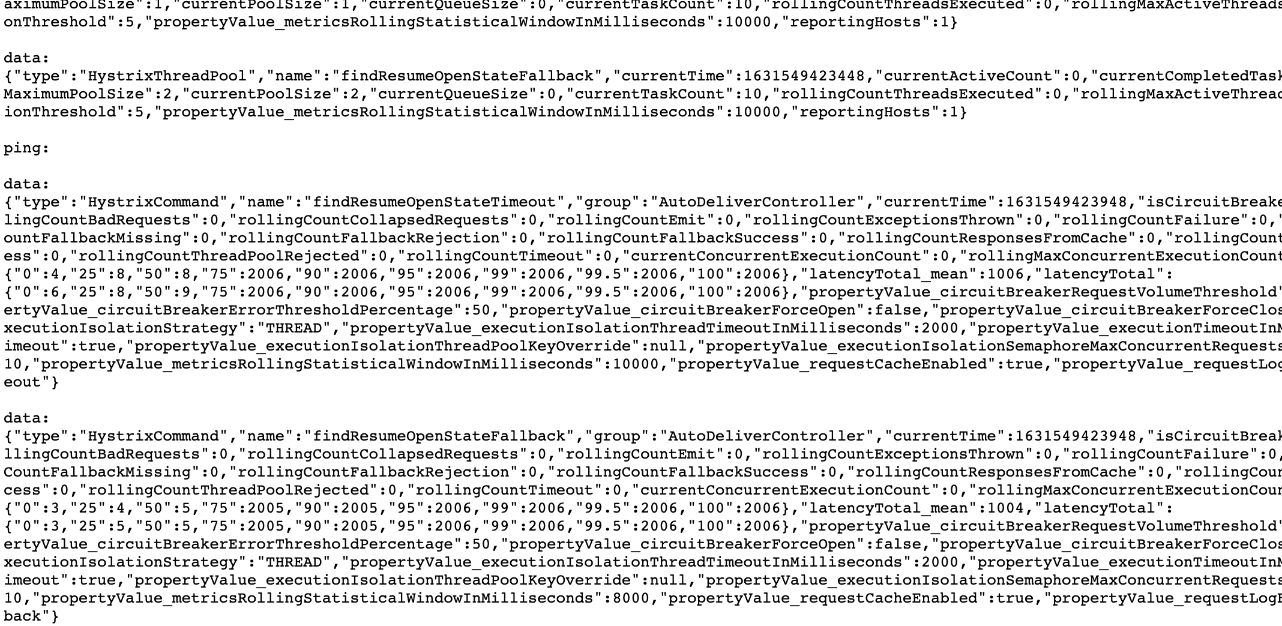 aximumPoolSize":1,"currentPoolSize":1,"currentQueueSize":0,"currentTaskCount":10,"rollingCountThreadsExecuted":0,"rollingMaxActiveThreads
onThreshold":5,"propertyValue_metricsRollingStatisticalWindowInMilliseconds":10000,"reportingHosts":1}
data:
{"type":"HystrixThreadPool","name":"findResumeOpenStateFallback","currentTime":1631549423448,"currentActiveCount":0,"currentCompletedTask
MaximumPoolSize":2,"currentPoolSize":2,"currentQueueSize":0,"currentTaskCount":10,"rollingCountThreadsExecuted":0,"rollingMaxActiveThread
ionThreshold":5,"propertyValue_metricsRollingStatisticalWindowInMilliseconds":10000,"reportingHosts":1}
ping:
data:
{"type":"HystrixCommand","name":"findResumeOpenStateTimeout","group":"AutoDeliverController","currentTime":1631549423948,"isCircuitBreake
lingCountBadRequests":0,"rollingCountCollapsedRequests":0,"rollingCountEmit":0,"rollingCountExceptionsThrown":0,"rollingCountFailure":0,"
ountFallbackMissing":0,"rollingCountFallbackRejection":0,"rollingCountFallbackSuccess":0,"rollingCountResponsesFromCache":0,"rollingCount
ess":0,"rollingCountThreadPoolRejected":0,"rollingCountTimeout":0,"currentConcurrentExecutionCount":0,"rollingMaxConcurrentExecutionCount
{"0":4,"25":8,"50":8,"75":2006,"90":2006,"95":2006,"99":2006,"99.5":2006,"100":2006},"latencyTotal_mean":1006,"latencyTotal":
{"0":6,"25":8,"50":9,"75":2006,"90":2006,"95":2006,"99":2006,"99.5":2006,"100":2006},"propertyValue_circuitBreakerRequestVolumeThreshold"
ertyValue_circuitBreakerErrorThresholdPercentage":50,"propertyValue_circuitBreakerForceOpen":false,"propertyValue_circuitBreakerForceClos
xecutionIsolationStrategy":"THREAD","propertyValue_executionIsolationThreadTimeoutInMilliseconds":2000,"propertyValue_executionTimeoutInM
imeout":true,"propertyValue_executionIsolationThreadPoolKeyOverride":null,"propertyValue_executionIsolationSemaphoreMaxConcurrentRequests
10,"propertyValue_metricsRollingStatisticalWindowInMilliseconds":10000,"propertyValue_requestCacheEnabled":true,"propertyValue_requestLog
eout"}
data:
{"type":"HystrixCommand","name":"findResumeOpenStateFallback","group":"AutoDeliverController","currentTime":1631549423948,"isCircuitBreak
llingCountBadRequests":0,"rollingCountCollapsedRequests":0,"rollingCountEmit":0,"rollingCountExceptionsThrown":0,"rollingCountFailure":0,
CountFallbackMissing":0,"rollingCountFallbackRejection":0,"rollingCountFallbackSuccess":0,"rollingCountResponsesFromCache":0,"rollingCoun
cess":0,"rollingCountThreadPoolRejected":0,"rollingCountTimeout":0,"currentConcurrentExecutionCount":0,"rollingMaxConcurrentExecutionCoun
{"0":3,"25":4,"50":5,"75":2005,"90":2005,"95":2006,"99":2006,"99.5":2006,"100":2006},"latencyTotal_mean":1004,"latencyTotal":
{"0":3,"25":5,"50":5,"75":2005,"90":2005,"95":2006,"99":2006,"99.5":2006,"100":2006},"propertyValue_circuitBreakerRequestVolumeThreshold"
ertyValue_circuitBreakerErrorThresholdPercentage":50,"propertyValue_circuitBreakerForceOpen":false,"propertyValue_circuitBreakerForceClos
xecutionIsolationStrategy":"THREAD","propertyValue_executionIsolationThreadTimeoutInMilliseconds":2000,"propertyValue_executionTimeoutInM
imeout":true,"propertyValue_executionIsolationThreadPoolKeyOverride":null,"propertyValue_executionIsolationSemaphoreMaxConcurrentRequests
10,"propertyValue_metricsRollingStatisticalWindowInMilliseconds":8000,"propertyValue_requestCacheEnabled":true,"propertyValue_requestLogE
back"}